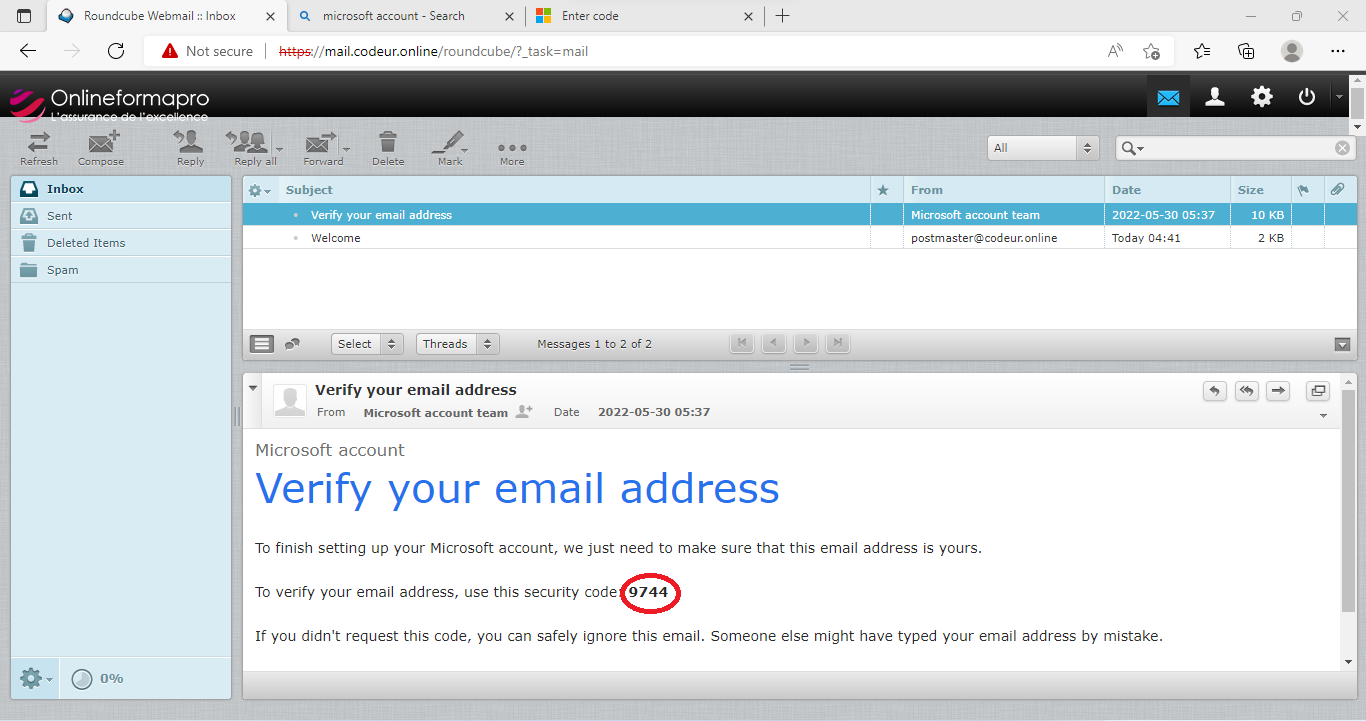 Roundcube Webmail :: Inbox
microsoft account - Search
Enter code
Not secure
https://mail.codeur.online/roundcube/?_task=mail
Onlineformapro
L'assurance de l'excellence
Refresh Compose Reply Reply all Forward Delete Mark More
All
Inbox
Sent
Deleted Items
Spam
Subject From Date Size
Verify your email address Microsoft account team 2022-05-30 05:37 10 KB
Welcome postmaster@codeur.online Today 04:41 2 KB
Select Threads Messages 1 to 2 of 2
Verify your email address
From Microsoft account team Date 2022-05-30 05:37
Microsoft account
Verify your email address
To finish setting up your Microsoft account, we just need to make sure that this email address is yours.
To verify your email address, use this security code: 9744
If you didn't request this code, you can safely ignore this email. Someone else might have typed your email address by mistake.
0%